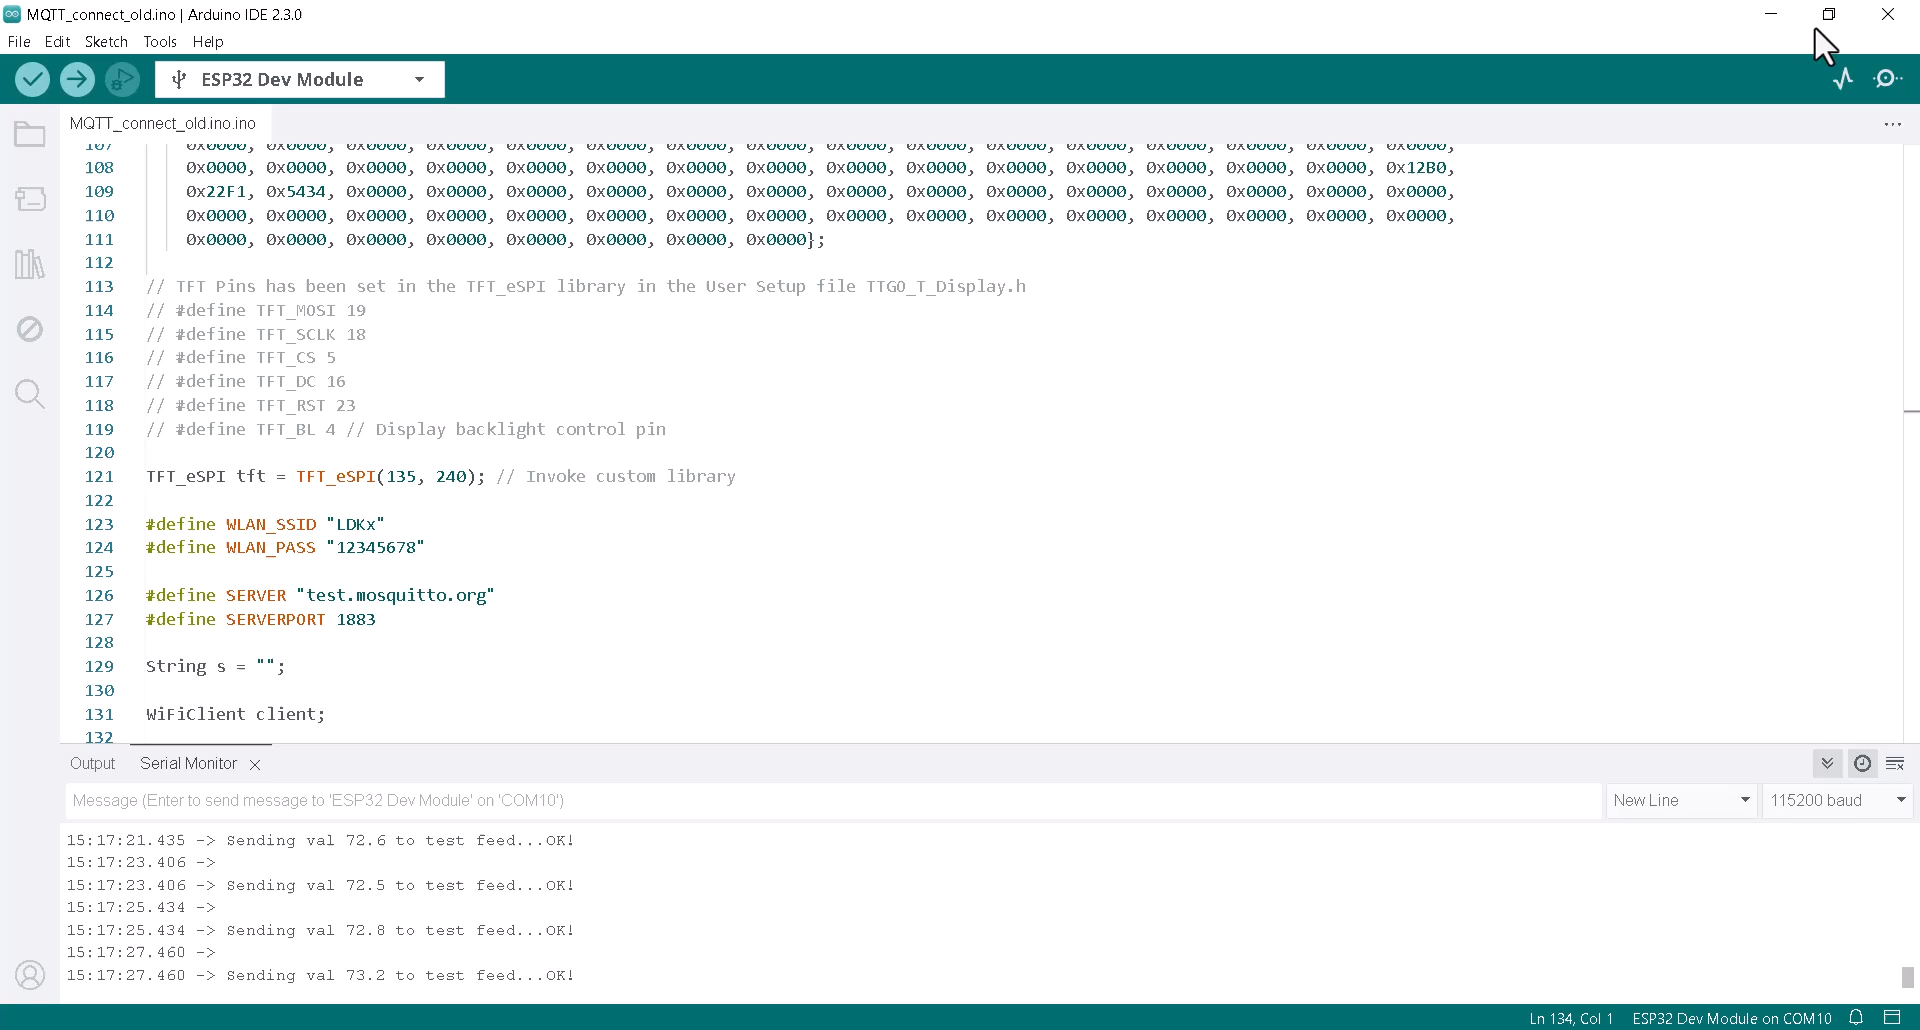 MQTT_connect_old.ino | Arduino IDE 2.3.0
File Edit Sketch Tools Help
ESP32 Dev Module
MQTT_connect_old.ino.ino
107 0x0000, 0x0000, 0x0000, 0x0000, 0x0000, 0x0000, 0x0000, 0x0000, 0x0000, 0x0000, 0x0000, 0x0000, 0x0000, 0x0000, 0x0000, 0x0000,
108 0x0000, 0x0000, 0x0000, 0x0000, 0x0000, 0x0000, 0x0000, 0x0000, 0x0000, 0x0000, 0x0000, 0x0000, 0x0000, 0x0000, 0x0000, 0x12B0,
109 0x22F1, 0x5434, 0x0000, 0x0000, 0x0000, 0x0000, 0x0000, 0x0000, 0x0000, 0x0000, 0x0000, 0x0000, 0x0000, 0x0000, 0x0000, 0x0000,
110 0x0000, 0x0000, 0x0000, 0x0000, 0x0000, 0x0000, 0x0000, 0x0000, 0x0000, 0x0000, 0x0000, 0x0000, 0x0000, 0x0000, 0x0000, 0x0000,
111 0x0000, 0x0000, 0x0000, 0x0000, 0x0000, 0x0000, 0x0000, 0x0000};
112
113 // TFT Pins has been set in the TFT_eSPI library in the User Setup file TTGO_T_Display.h
114 // #define TFT_MOSI 19
115 // #define TFT_SCLK 18
116 // #define TFT_CS 5
117 // #define TFT_DC 16
118 // #define TFT_RST 23
119 // #define TFT_BL 4 // Display backlight control pin
120
121 TFT_eSPI tft = TFT_eSPI(135, 240); // Invoke custom library
122
123 #define WLAN_SSID "LDKx"
124 #define WLAN_PASS "12345678"
125
126 #define SERVER "test.mosquitto.org"
127 #define SERVERPORT 1883
128
129 String s = "";
130
131 WiFiClient client;
132
Output Serial Monitor
Message (Enter to send message to 'ESP32 Dev Module' on 'COM10') New Line 115200 baud
15:17:21.435 -> Sending val 72.6 to test feed...OK!
15:17:23.406 ->
15:17:23.406 -> Sending val 72.5 to test feed...OK!
15:17:25.434 ->
15:17:25.434 -> Sending val 72.8 to test feed...OK!
15:17:27.460 ->
15:17:27.460 -> Sending val 73.2 to test feed...OK!
Ln 134, Col 1 ESP32 Dev Module on COM10